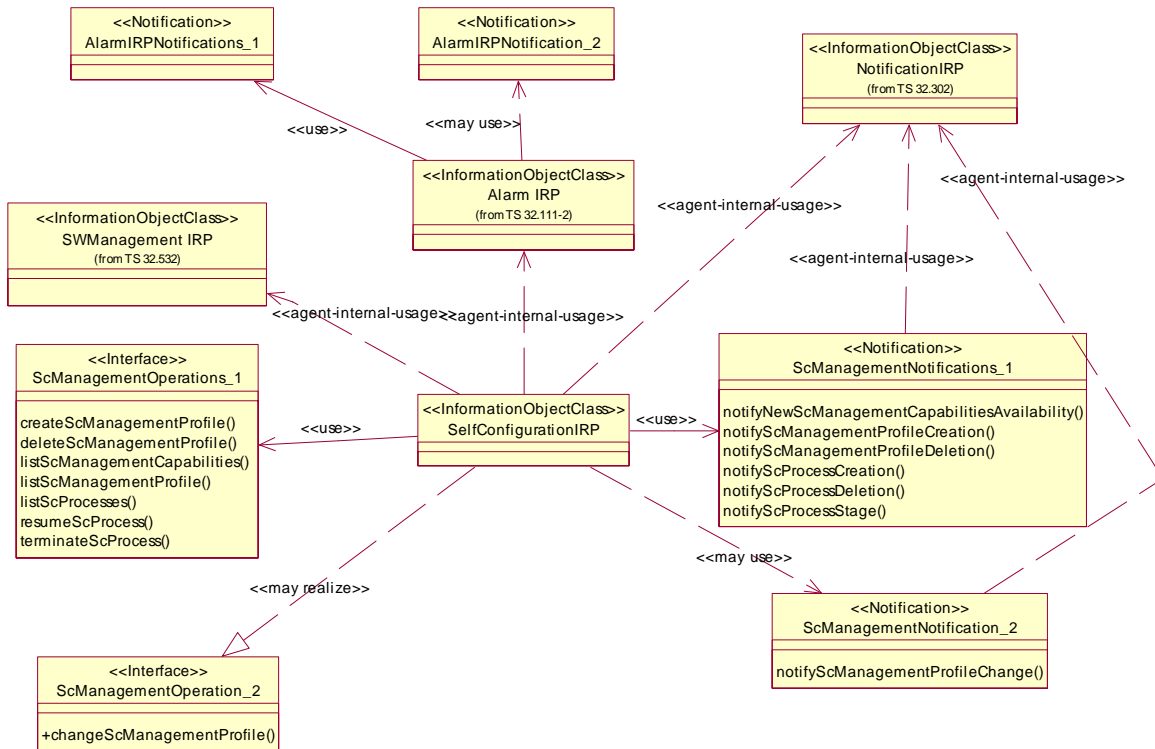 <<Notification>>
AlarmIRPNotifications_1
<<Notification>>
AlarmIRPNotification_2
<<InformationObjectClass>>
NotificationIRP
(from TS 32.302)
<<use>>
<<may use>>
<<InformationObjectClass>>
Alarm IRP
(from TS 32.111-2)
<<agent-internal-usage>>
<<agent-internal-usage>>
<<InformationObjectClass>>
SWManagement IRP
(from TS 32.532)
<<agent-internal-usage>>
<<agent-internal-usage>>
<<agent-internal-usage>>
<<Interface>>
ScManagementOperations_1
createScManagementProfile()
deleteScManagementProfile()
listScManagementCapabilities()
listScManagementProfile()
listScProcesses()
resumeScProcess()
terminateScProcess()
<<use>>
<<InformationObjectClass>>
SelfConfigurationIRP
<<use>>
<<Notification>>
ScManagementNotifications_1
notifyNewScManagementCapabilitiesAvailability()
notifyScManagementProfileCreation()
notifyScManagementProfileDeletion()
notifyScProcessCreation()
notifyScProcessDeletion()
notifyScProcessStage()
<<may use>>
<<may realize>>
<<Notification>>
ScManagementNotification_2
notifyScManagementProfileChange()
<<Interface>>
ScManagementOperation_2
+changeScManagementProfile()